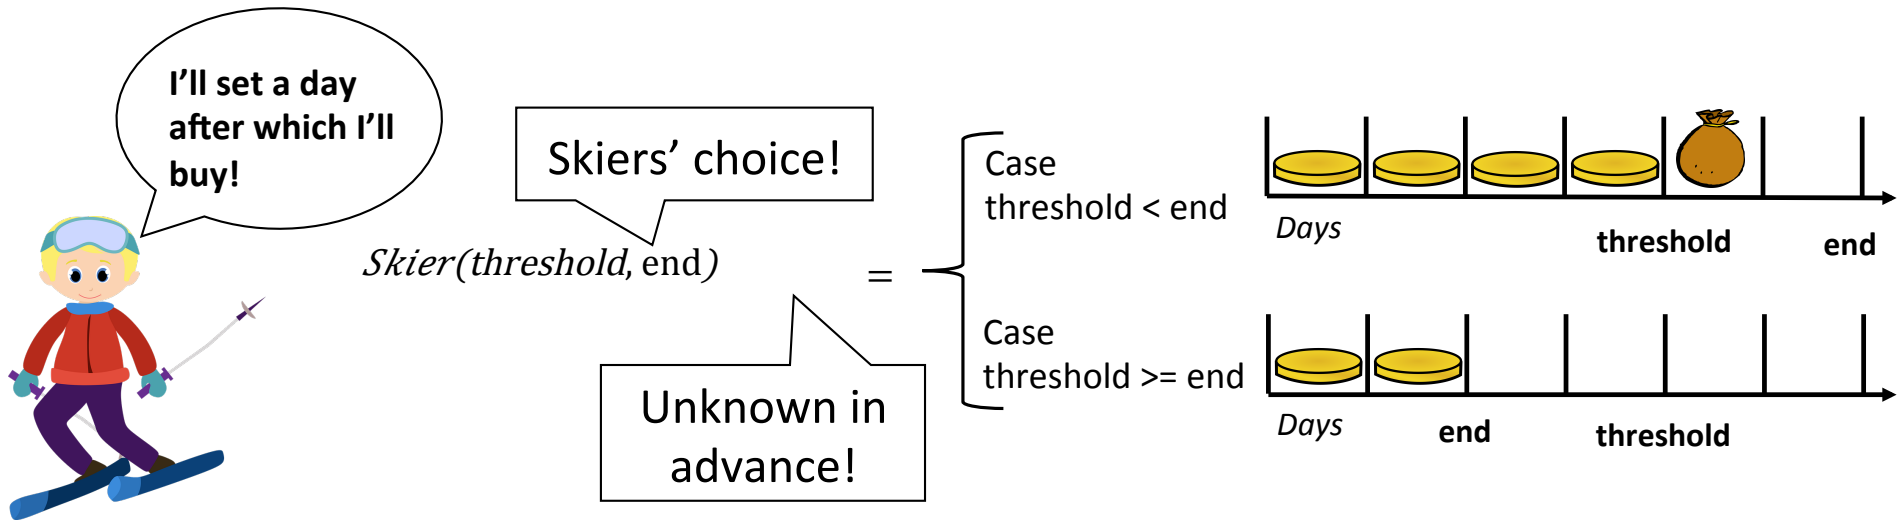 I'll set a day
after which I'll
buy!
Skiers' choice!
Skier(threshold, end)
=
Unknown in
advance!
Case
threshold < end
Days
threshold
end
Case
threshold >= end
Days
end
threshold